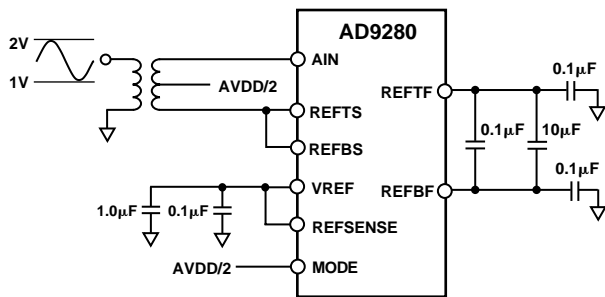 AD9280
2V
1V
AIN
AVDD/2
REFTS
REFBS
VREF
REFSENSE
MODE
AVDD/2
1.0µF
0.1µF
REFTF
REFBF
0.1µF
0.1µF
10µF
0.1µF